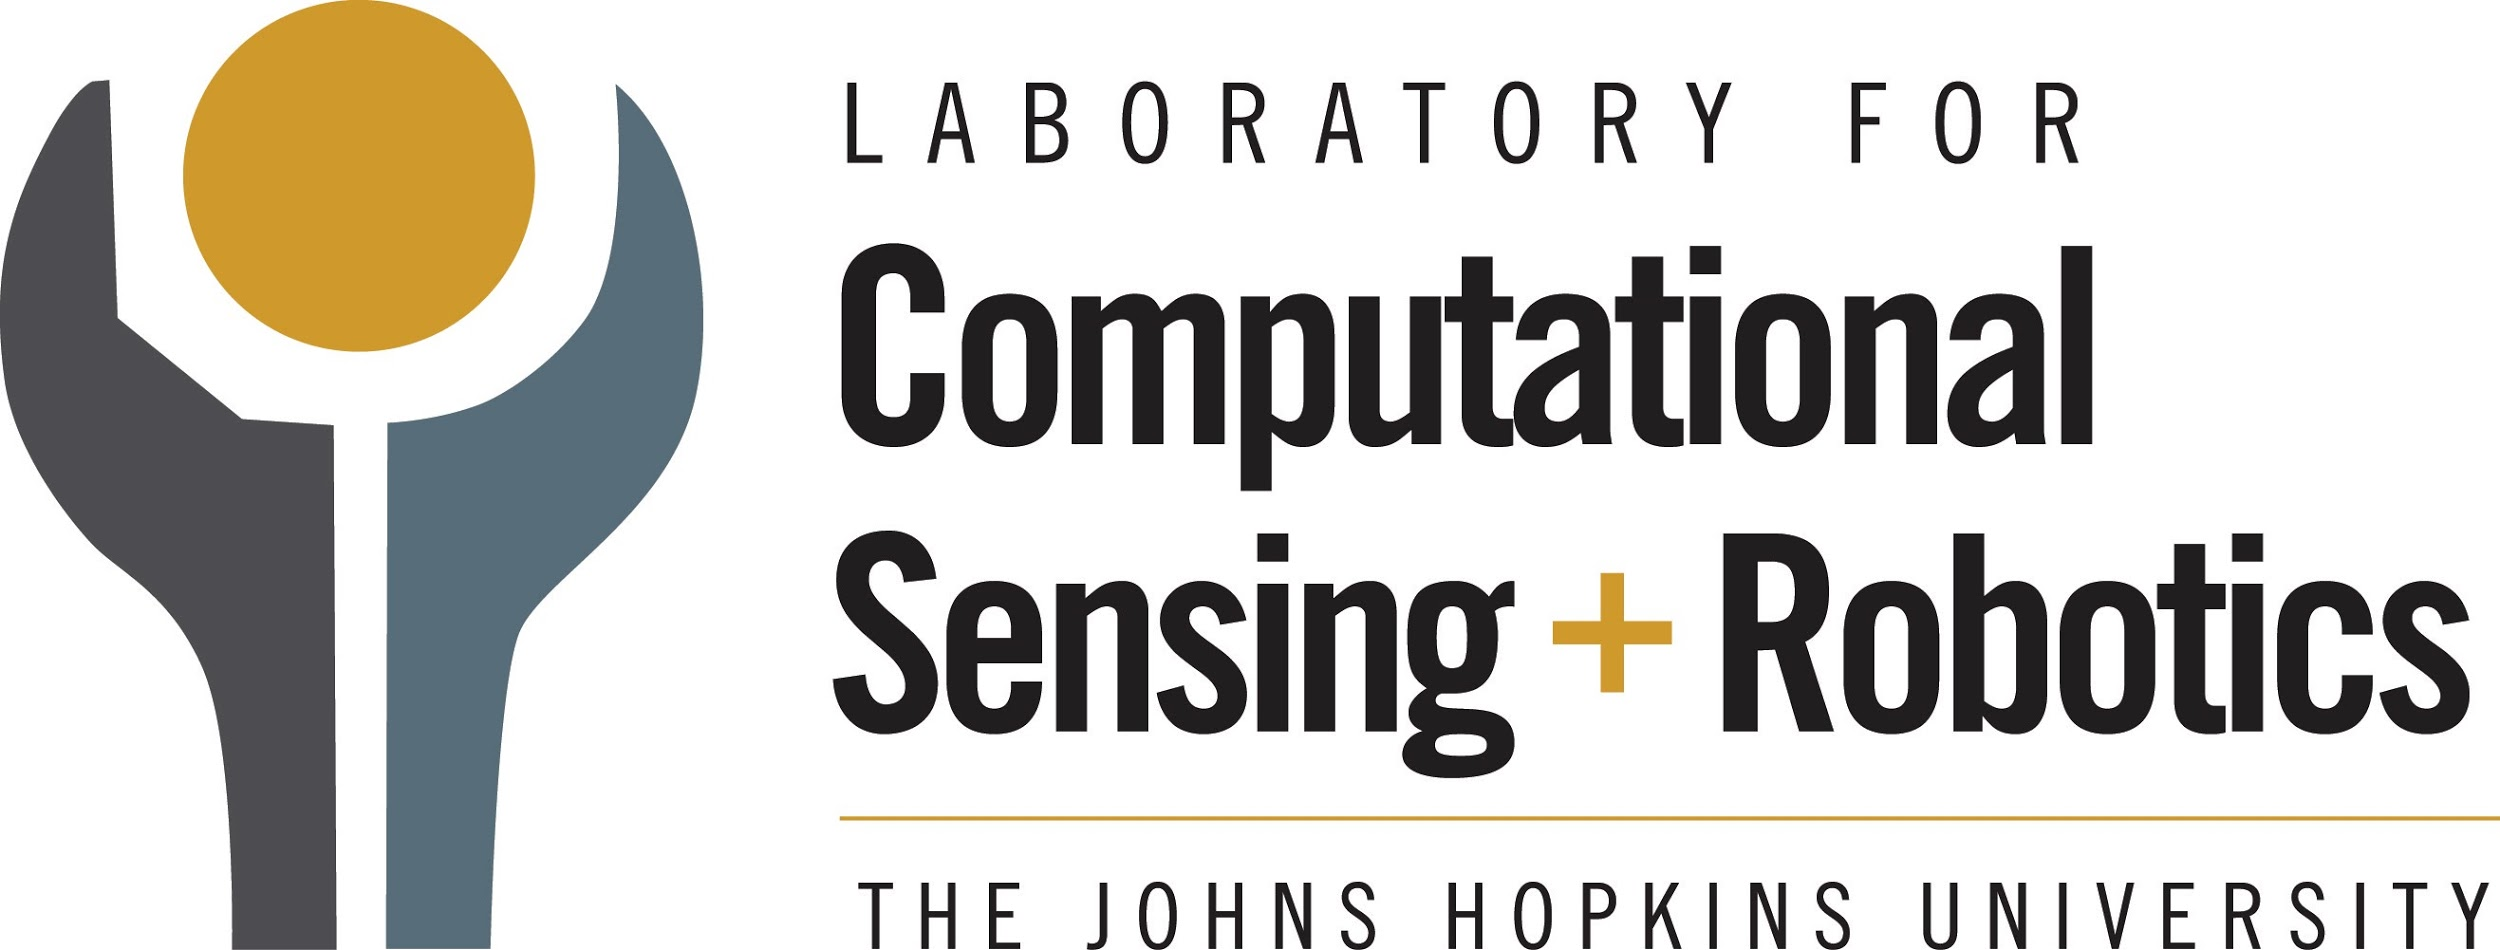 LABORATORY FOR
Computational
Sensing + Robotics
THE JOHNS HOPKINS UNIVERSITY